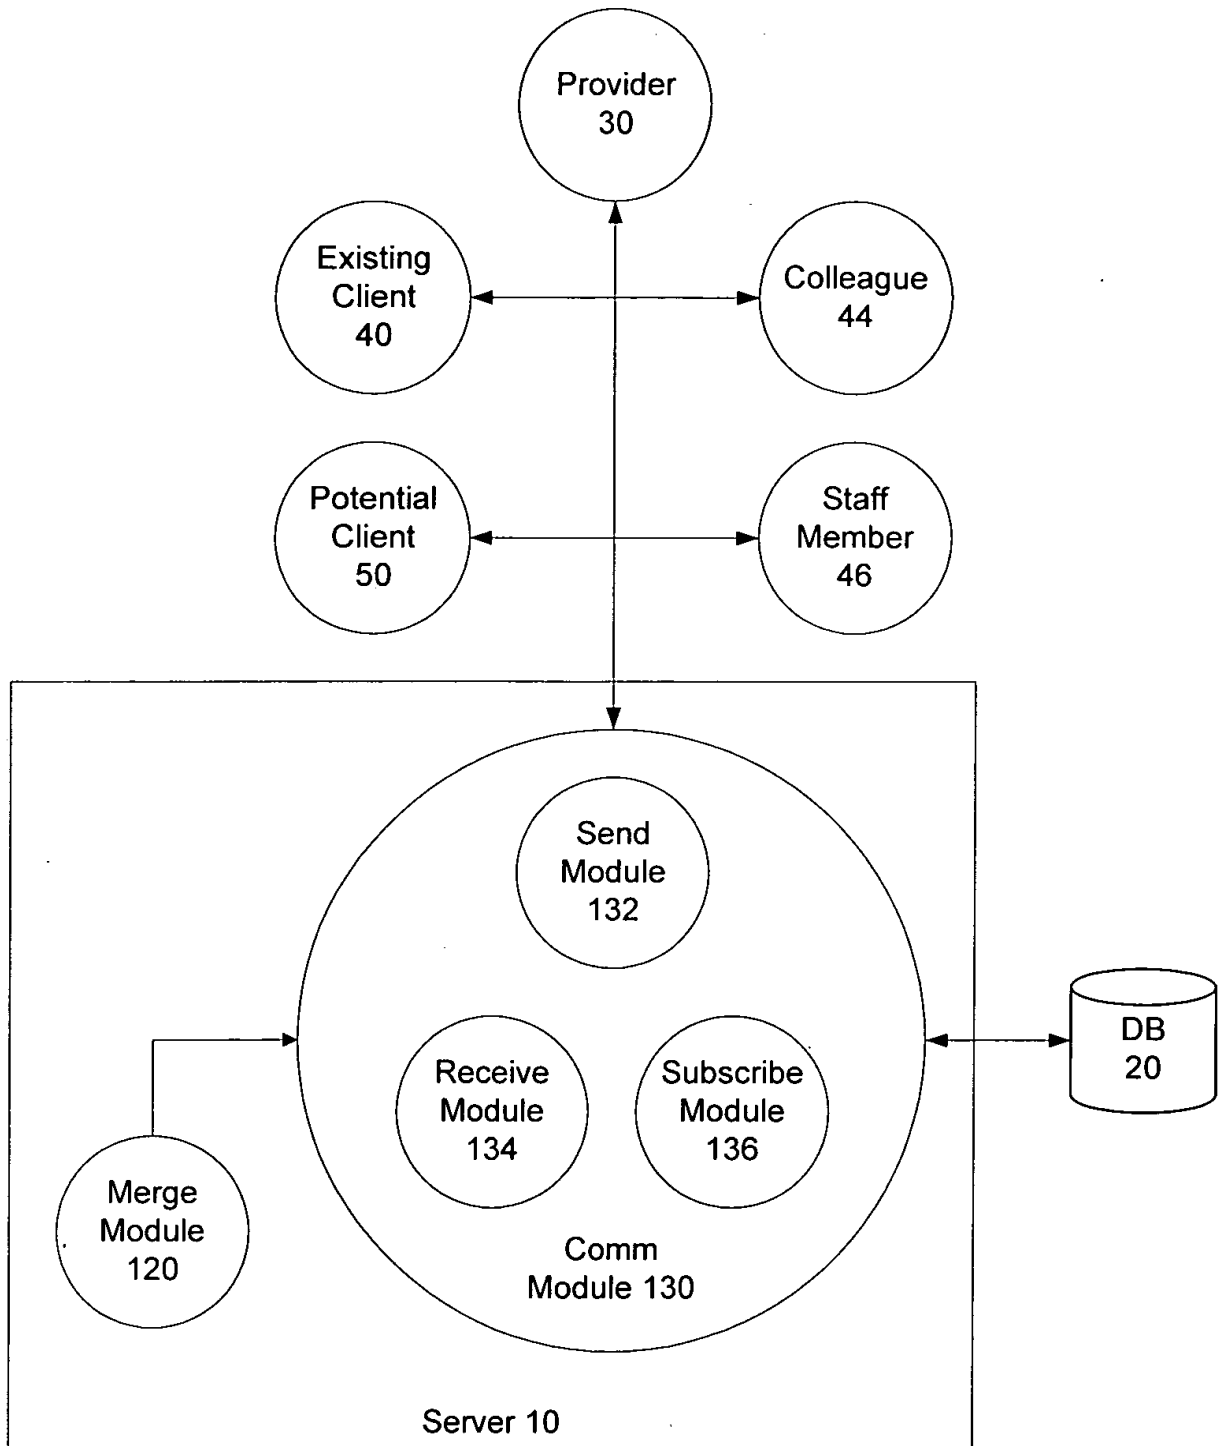 Provider
30
Existing
Client
40
Colleague
44
Potential
Client
50
Staff
Member
46
Send
Module
132
Receive
Module
134
Subscribe
Module
136
DB
20
Merge
Module
120
Comm
Module 130
Server 10